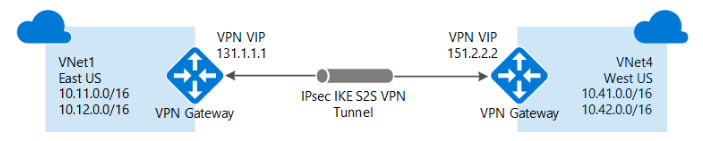 VNet1
East US
10.11.0.0/16
10.12.0.0/16
VPN VIP
131.1.1.1
VPN Gateway
IPsec IKE S2S VPN
Tunnel
VPN VIP
151.2.2.2
VPN Gateway
VNet4
West US
10.41.0.0/16
10.42.0.0/16